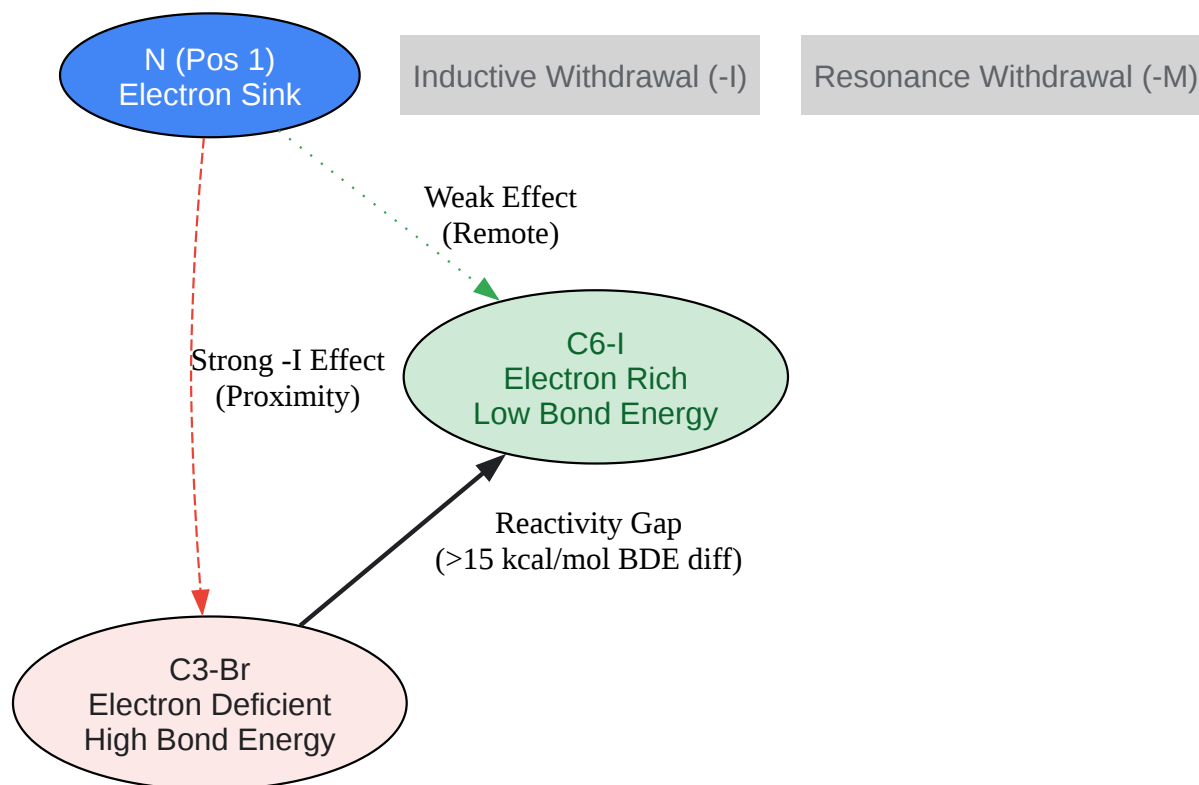 N (Pos 1)
Electron Sink
Inductive Withdrawal (-I)
Resonance Withdrawal (-M)
Weak Effect
(Remote)
Strong -I Effect
(Proximity)
C6-I
Electron Rich
Low Bond Energy
Reactivity Gap
(>15 kcal/mol BDE diff)
C3-Br
Electron Deficient
High Bond Energy